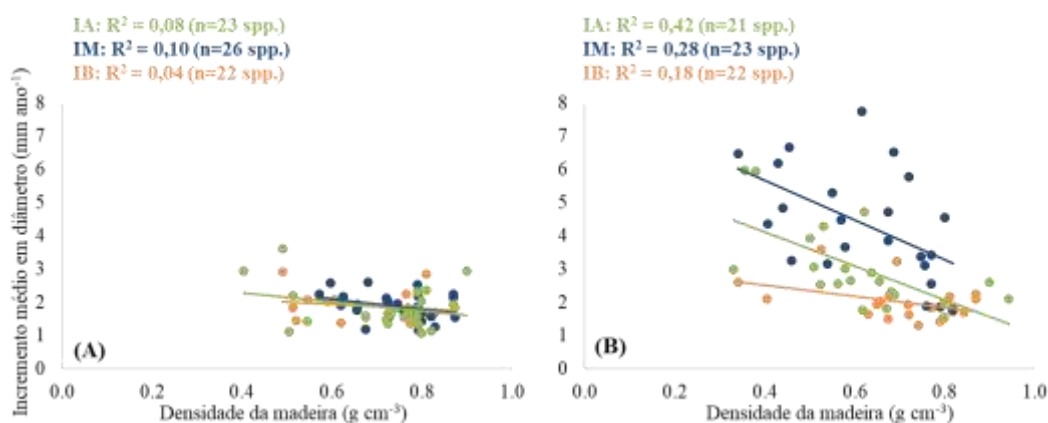 IA: R² = 0,08 (n=23 spp.)
IM: R² = 0,10 (n=26 spp.)
IB: R² = 0,04 (n=22 spp.)
Incremento médio em diâmetro (mm ano⁻¹)
8
7
6
5
4
3
2
1
0
(A)
0.0 0.2 0.4 0.6 0.8 1.0
Densidade da madeira (g cm⁻³)
IA: R² = 0,42 (n=21 spp.)
IM: R² = 0,28 (n=23 spp.)
IB: R² = 0,18 (n=22 spp.)
8
7
6
5
4
3
2
1
0
(B)
0.0 0.2 0.4 0.6 0.8 1.0
Densidade da madeira (g cm⁻³)